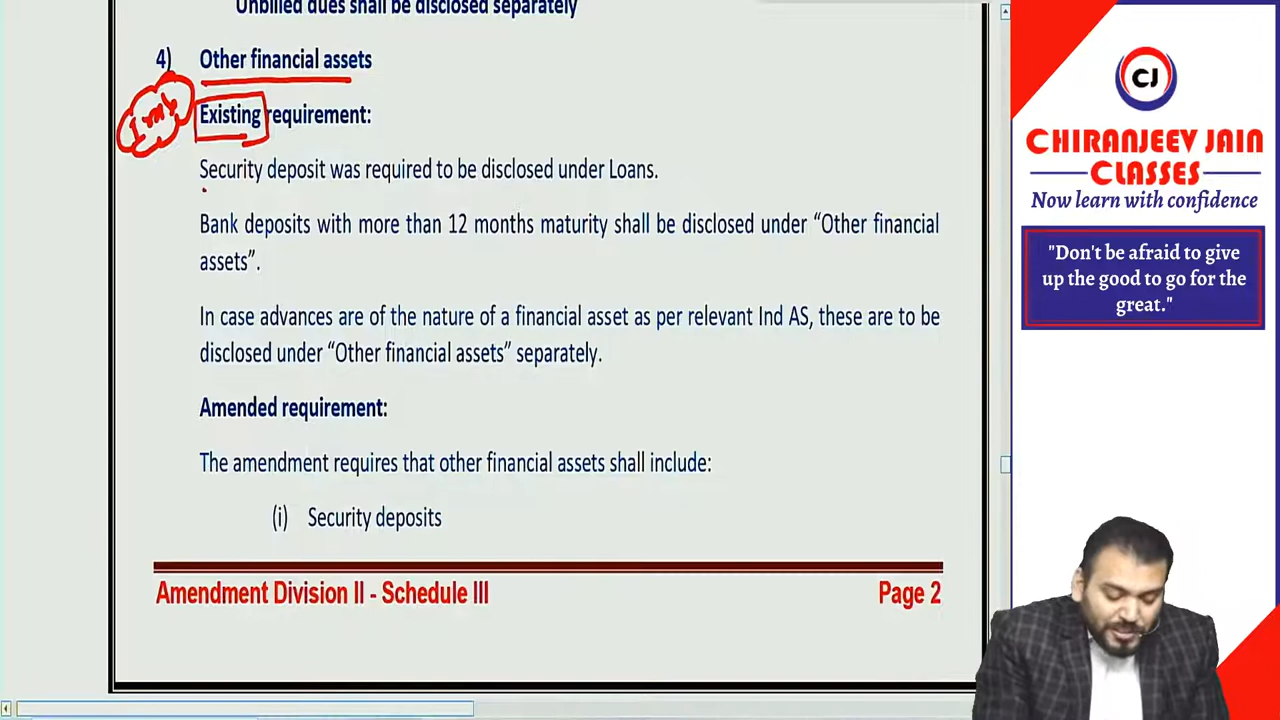 Unbilled dues shall be disclosed separately
4) Other financial assets
Existing requirement:
Security deposit was required to be disclosed under Loans.
Bank deposits with more than 12 months maturity shall be disclosed under “Other financial
assets”.
In case advances are of the nature of a financial asset as per relevant Ind AS, these are to be
disclosed under “Other financial assets” separately.
Amended requirement:
The amendment requires that other financial assets shall include:
(i) Security deposits
Amendment Division II - Schedule III Page 2
CJ
CHIRANJEEV JAIN
CLASSES
Now learn with confidence
"Don't be afraid to give
up the good to go for the
great."